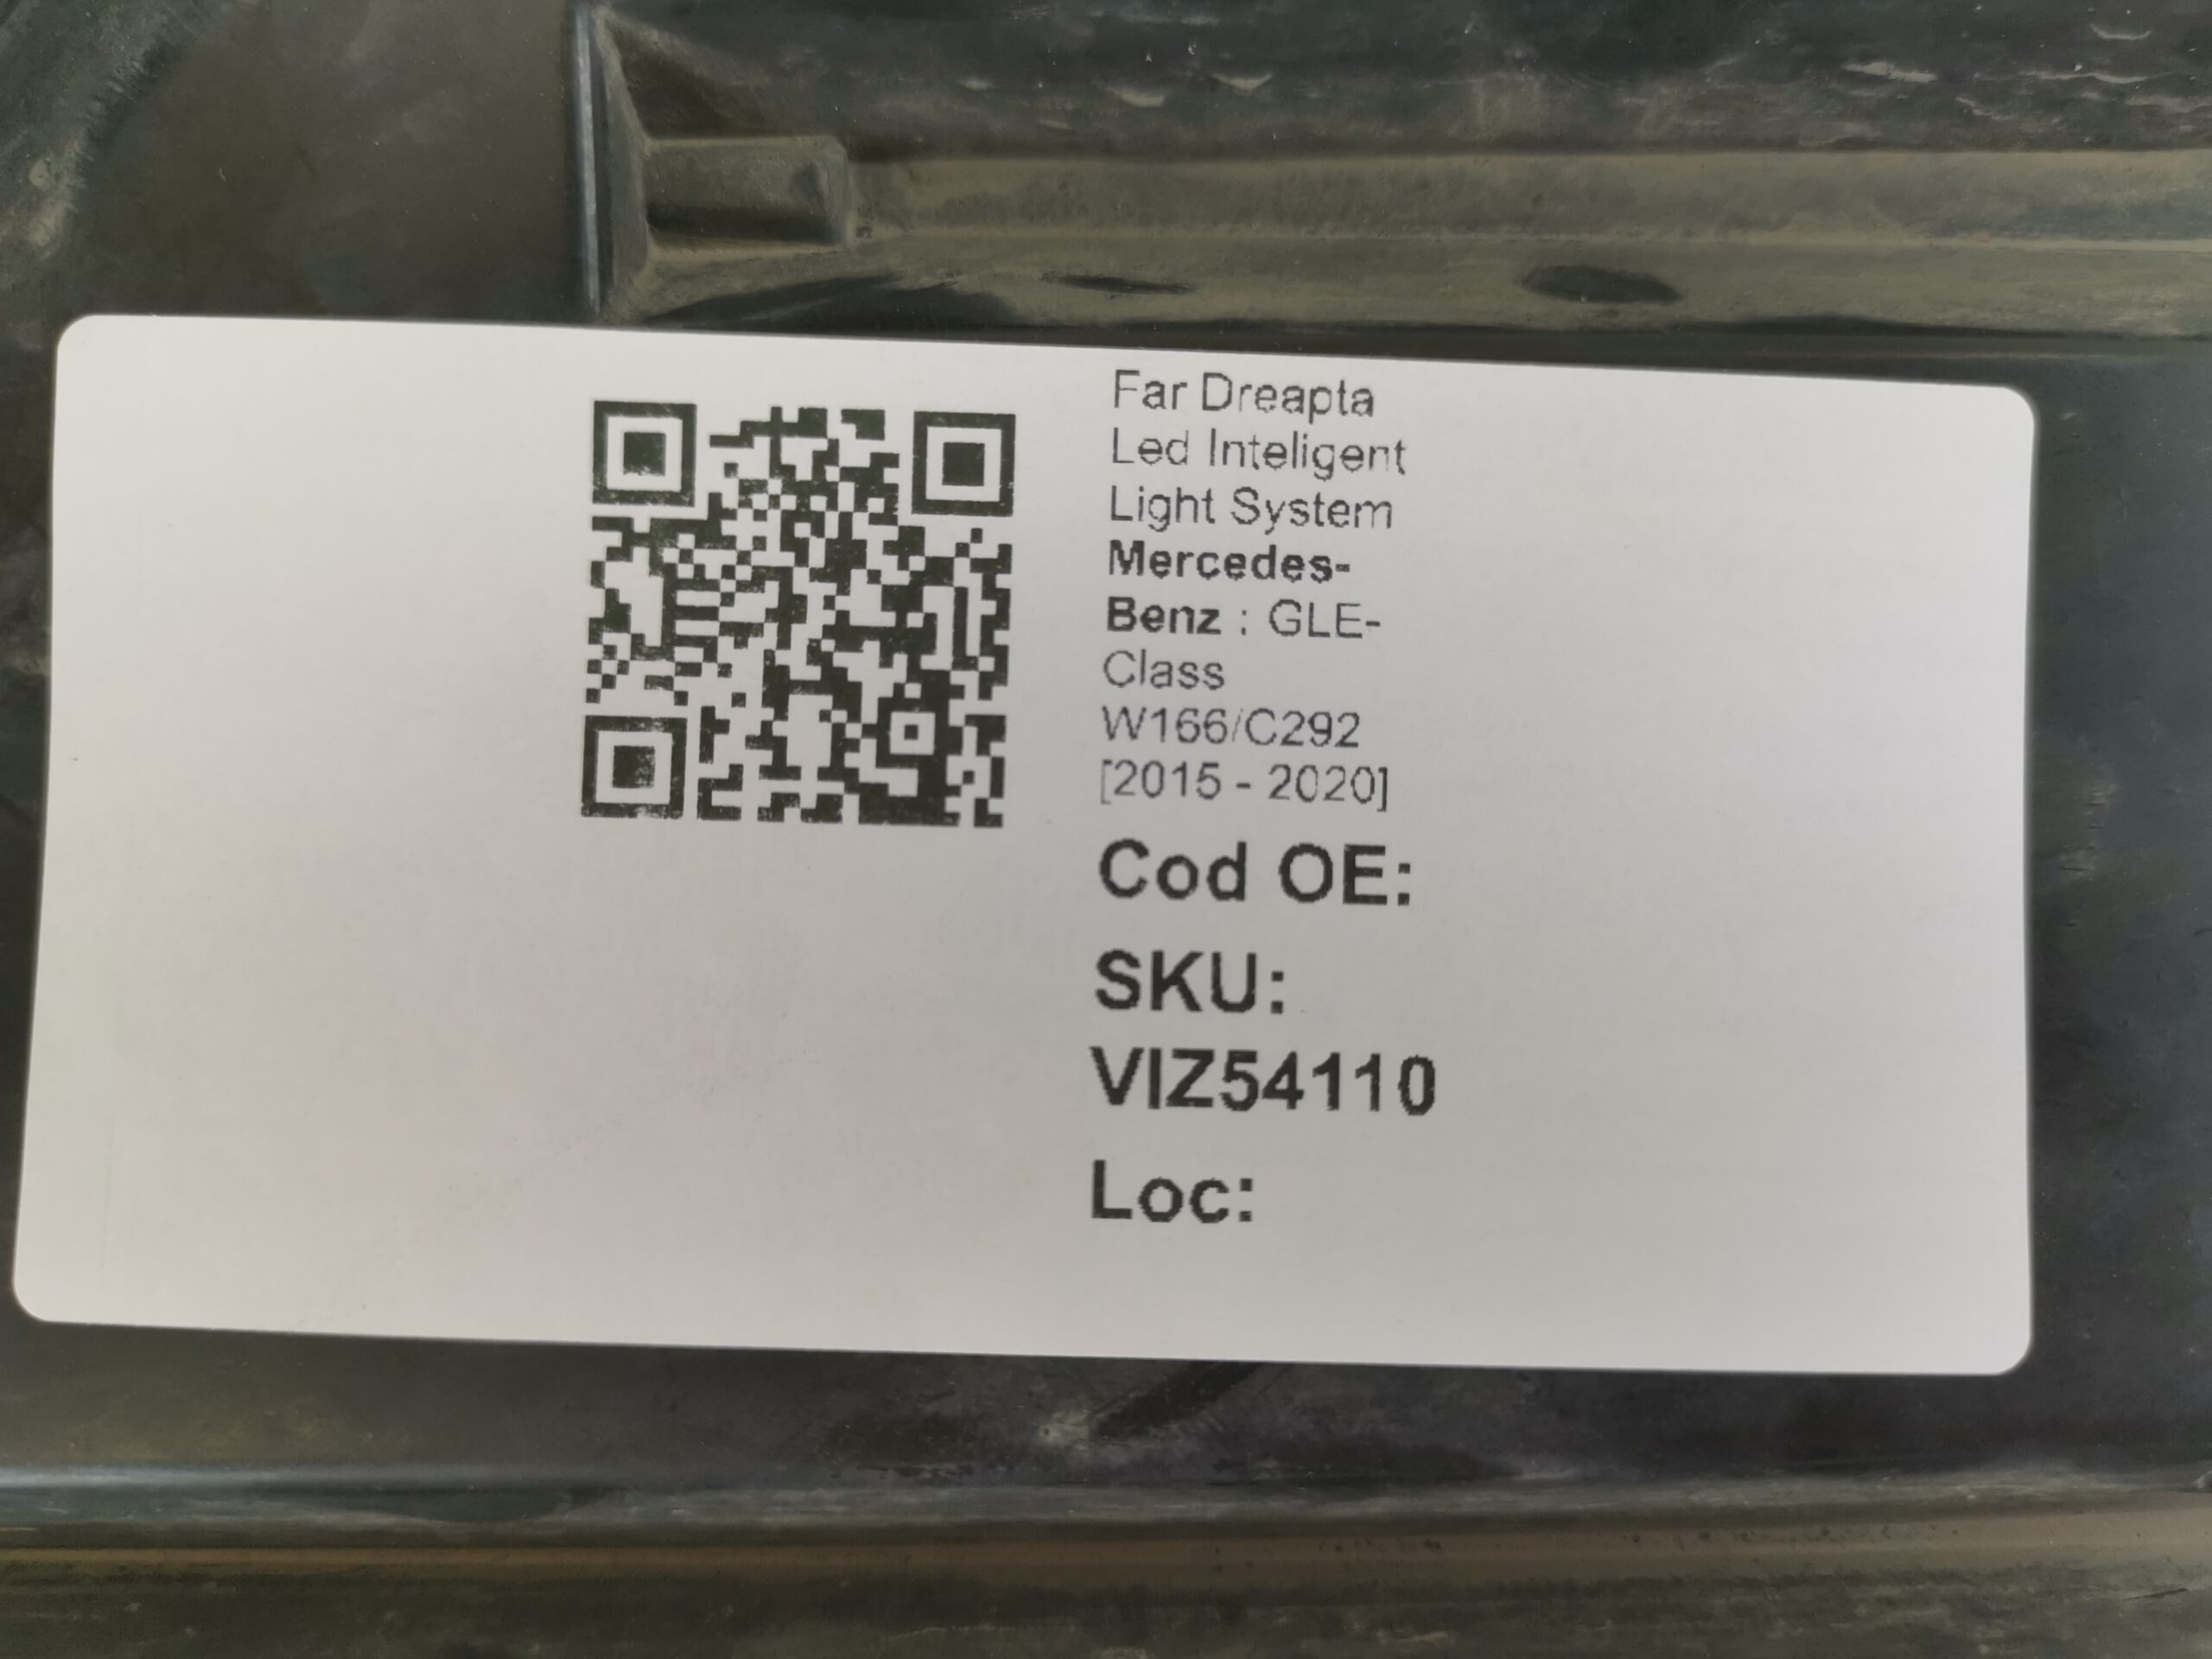 Far Dreapta
Led Inteligent
Light System
Mercedes-
Benz : GLE-
Class
W166/C292
[2015 - 2020]
Cod OE:
SKU:
VIZ54110
Loc: